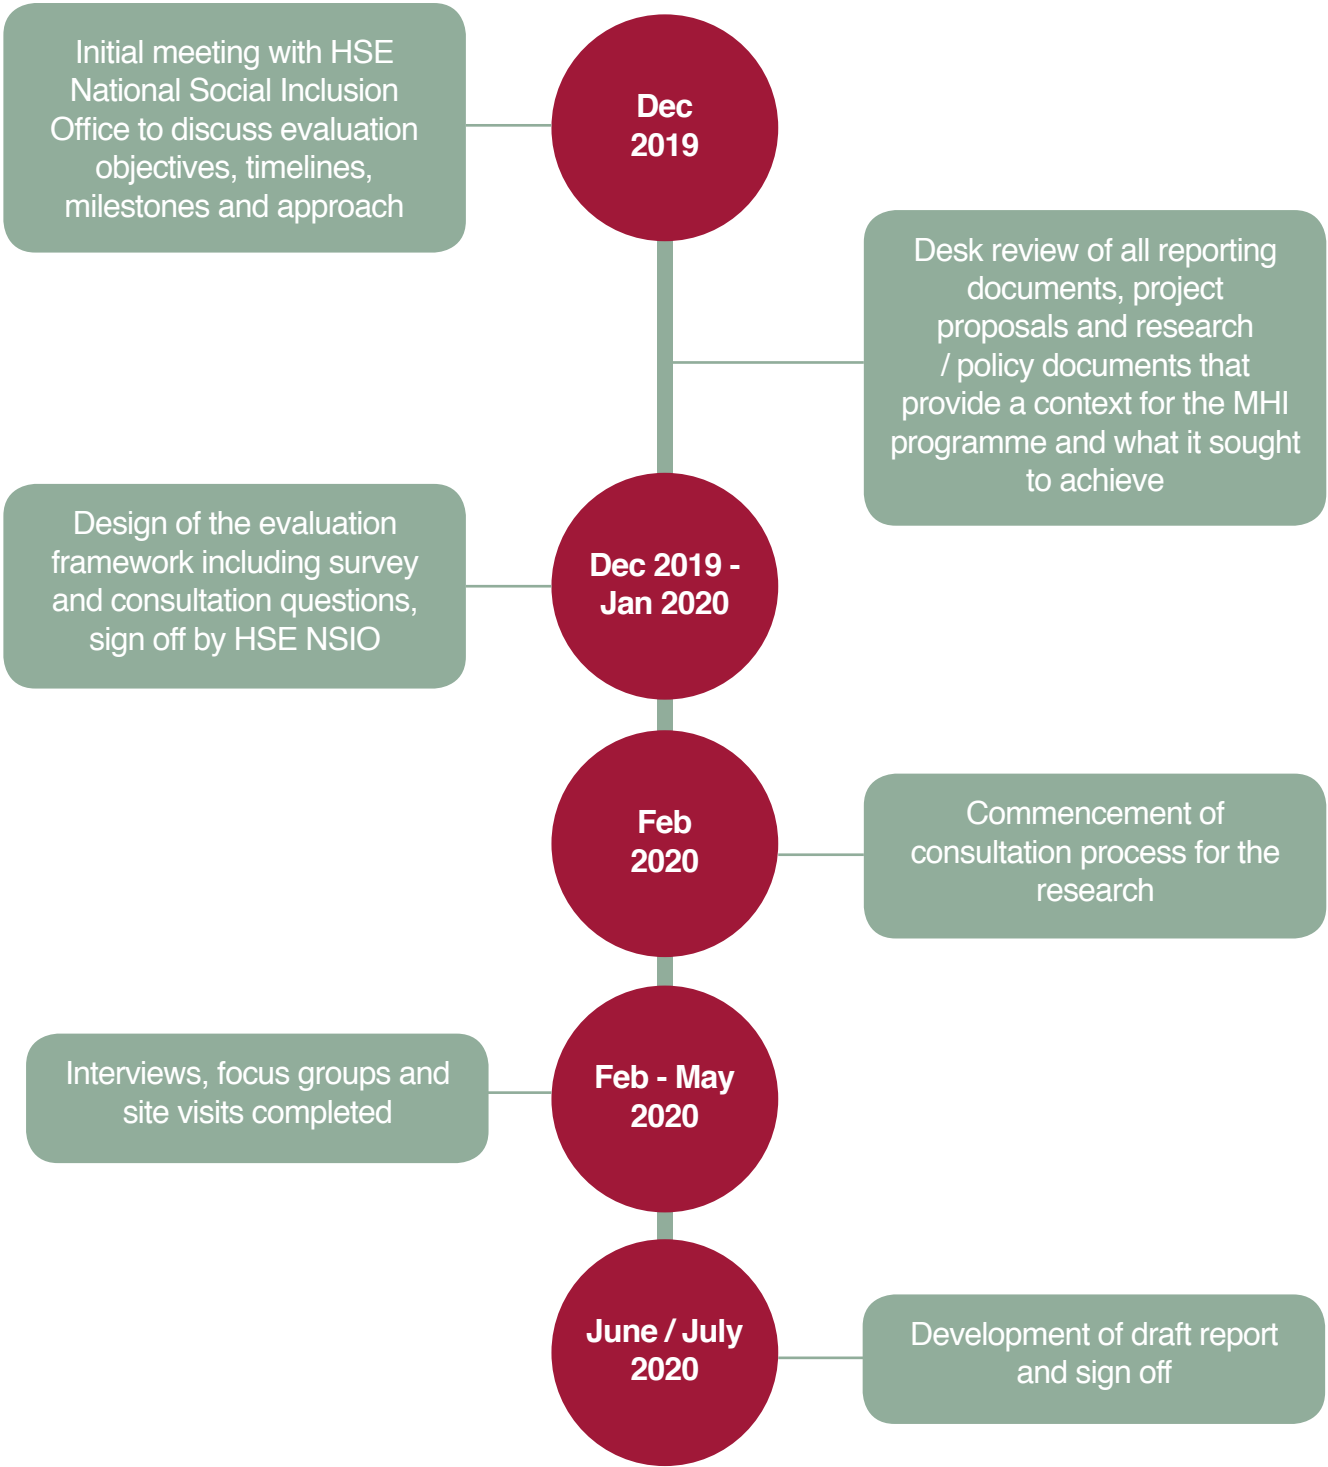 Initial meeting with HSE
National Social Inclusion
Office to discuss evaluation
objectives, timelines,
milestones and approach
Dec
2019
Desk review of all reporting
documents, project
proposals and research
/ policy documents that
provide a context for the MHI
programme and what it sought
to achieve
Design of the evaluation
framework including survey
and consultation questions,
sign off by HSE NSIO
Dec 2019 -
Jan 2020
Feb
2020
Commencement of
consultation process for the
research
Interviews, focus groups and
site visits completed
Feb - May
2020
June / July
2020
Development of draft report
and sign off